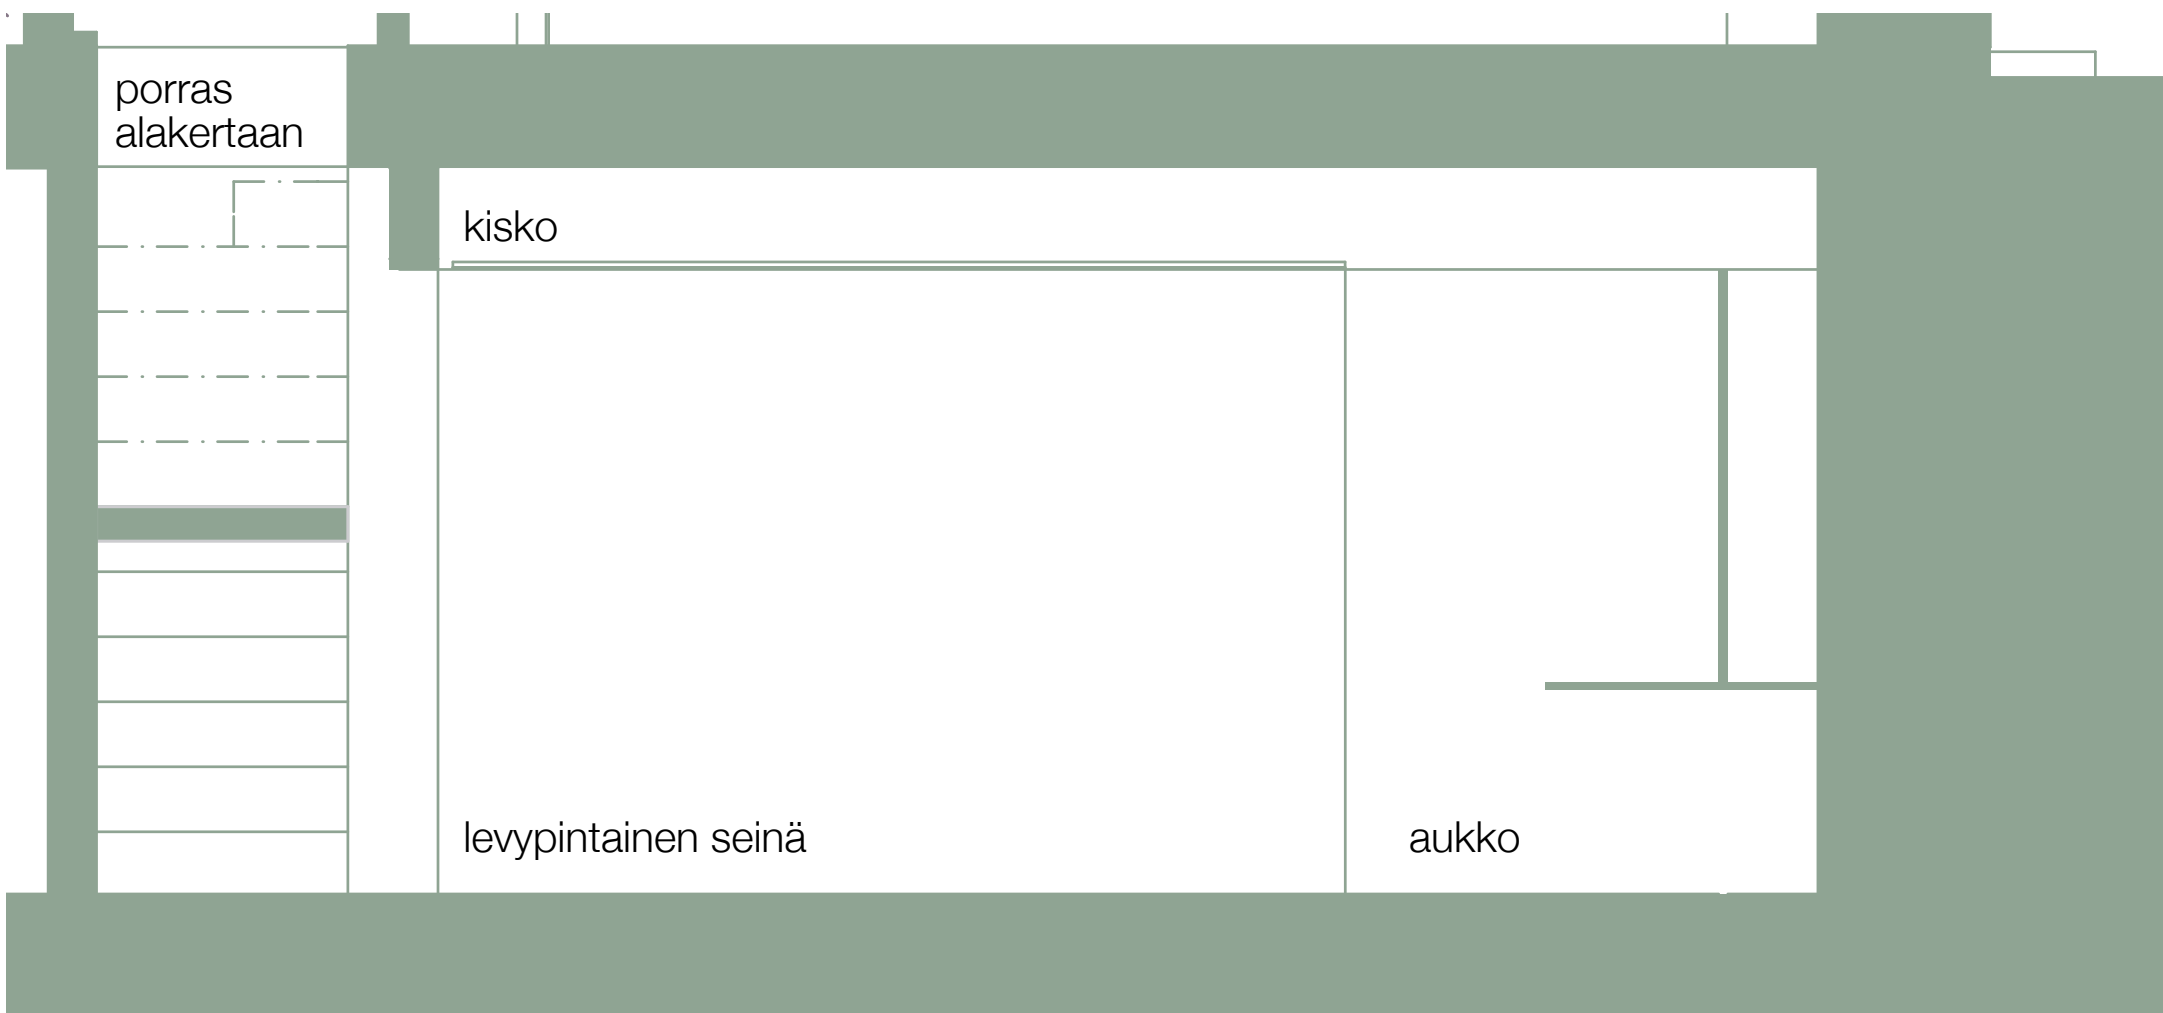 porras
alakertaan
kisko
levypintainen seinä
aukko